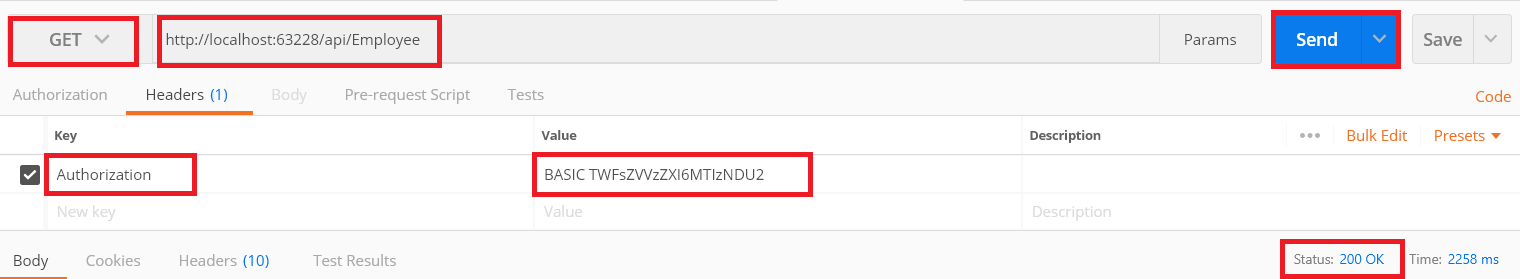 GET http://localhost:63228/api/Employee Params Send Save
Authorization Headers (1) Body Pre-request Script Tests Code
Key Value Description Bulk Edit Presets
Authorization BASIC TWFsZVVzZXI6MTIzNDU2
New key Value Description
Body Cookies Headers (10) Test Results Status: 200 OK Time: 2258 ms